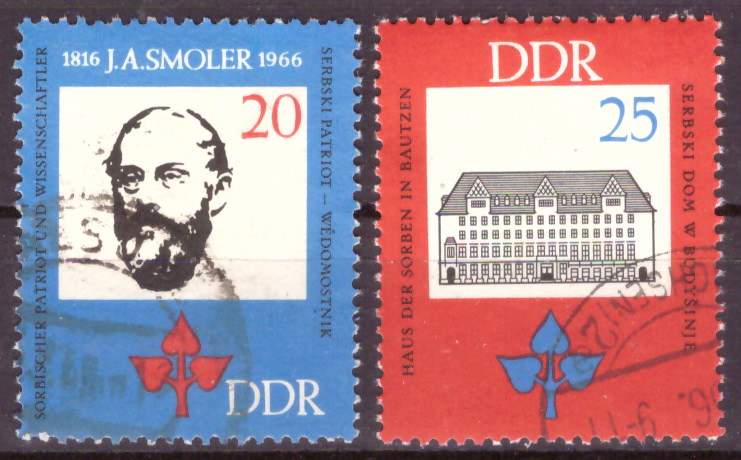 1816 J.A.SMOLER 1966
SORBISCHER PATRIOT UND WISSENSCHAFTLER
SERBSKI PATRIOT – WĚDOMOSTNIK
20
DDR
DDR
HAUS DER SORBEN IN BAUTZEN
SERBSKI DOM W BUDYŠINJE
25